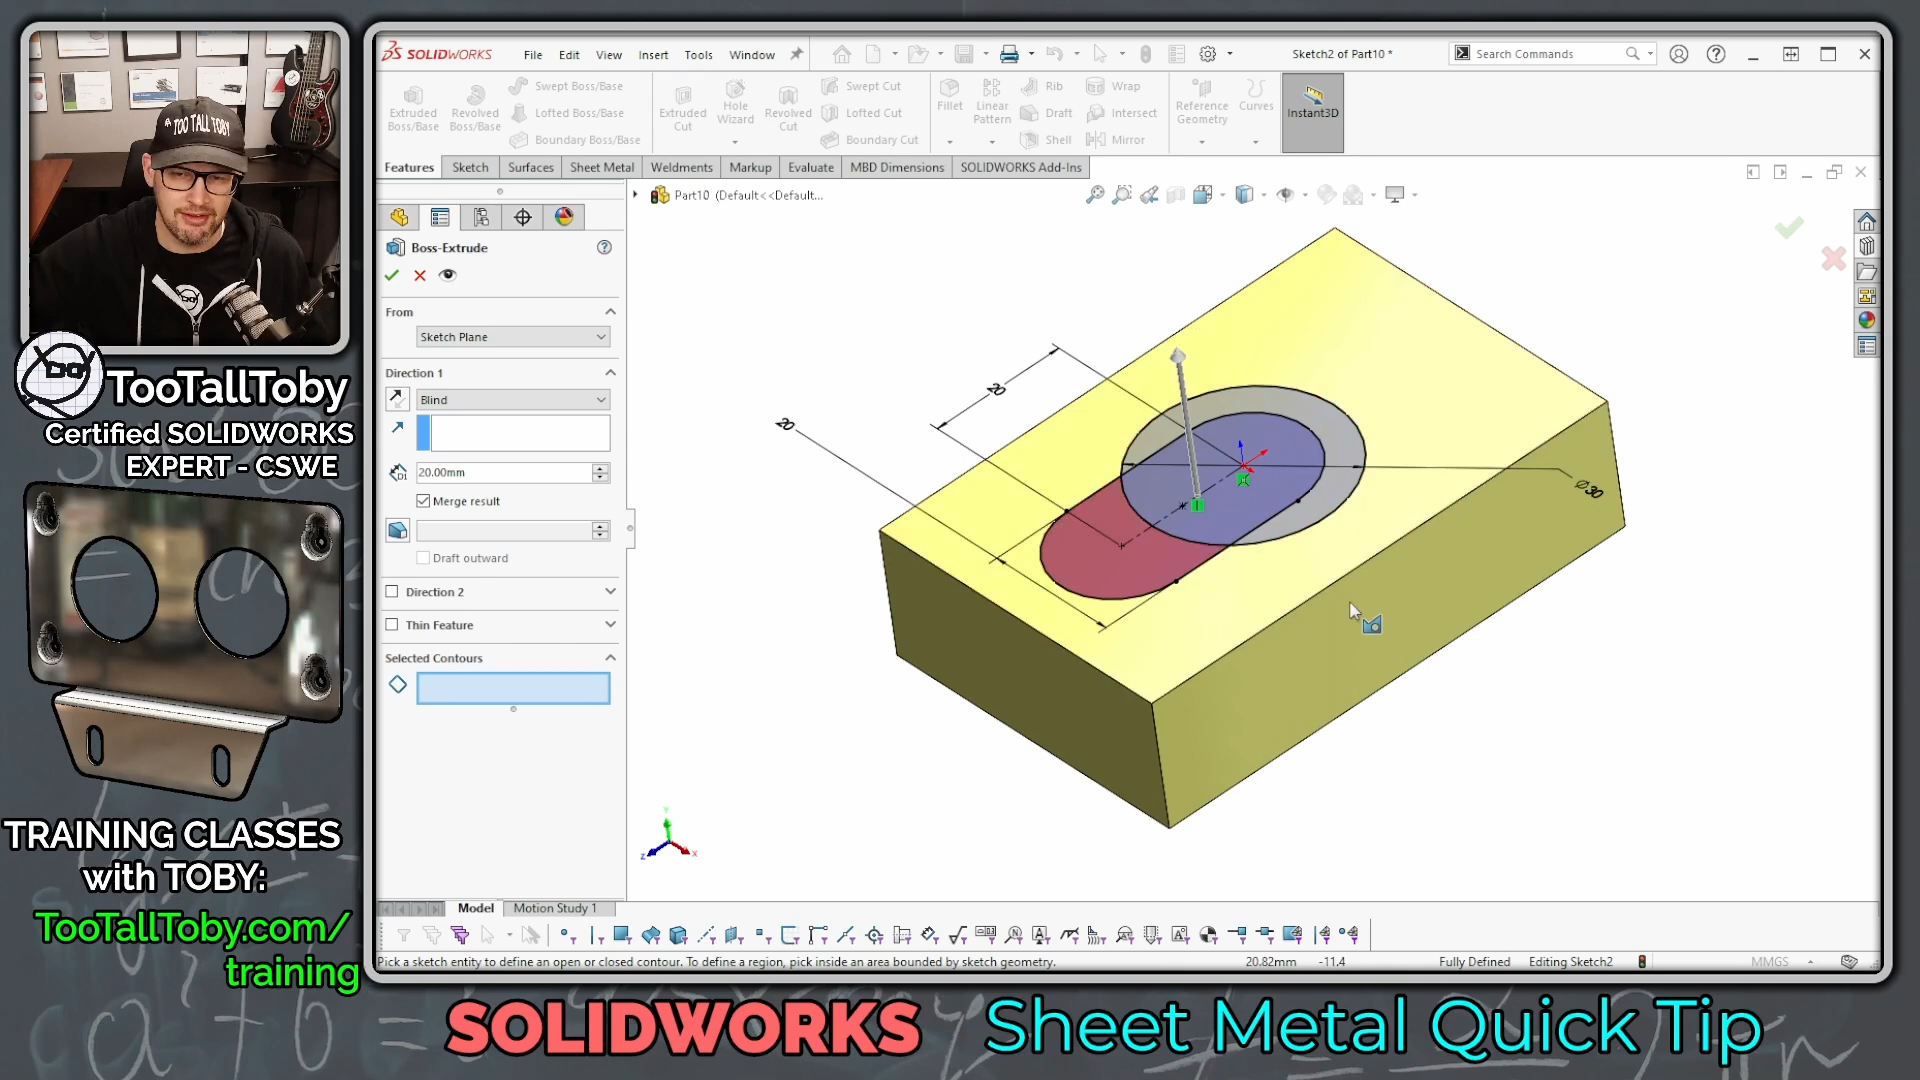 TOO TALL TOBY
TooTallToby
Certified SOLIDWORKS
EXPERT - CSWE
TRAINING CLASSES
with TOBY:
TooTallToby.com/
training
SOLIDWORKS
File Edit View Insert Tools Window
Sketch2 of Part10 *
Search Commands
Extruded Boss/Base
Revolved Boss/Base
Swept Boss/Base
Lofted Boss/Base
Boundary Boss/Base
Extruded Cut
Hole Wizard
Revolved Cut
Swept Cut
Lofted Cut
Boundary Cut
Fillet
Linear Pattern
Rib
Draft
Shell
Wrap
Intersect
Mirror
Reference Geometry
Curves
Instant3D
Features Sketch Surfaces Sheet Metal Weldments Markup Evaluate MBD Dimensions SOLIDWORKS Add-Ins
Part10 (Default<<Default...
Boss-Extrude
From
Sketch Plane
Direction 1
Blind
D1
20.00mm
Merge result
Draft outward
Direction 2
Thin Feature
Selected Contours
20
20
Ø30
Y
Z
X
Model Motion Study 1
Pick a sketch entity to define an open or closed contour. To define a region, pick inside an area bounded by sketch geometry.
20.82mm -11.4 Fully Defined Editing Sketch2 MMGS
SOLIDWORKS Sheet Metal Quick Tip